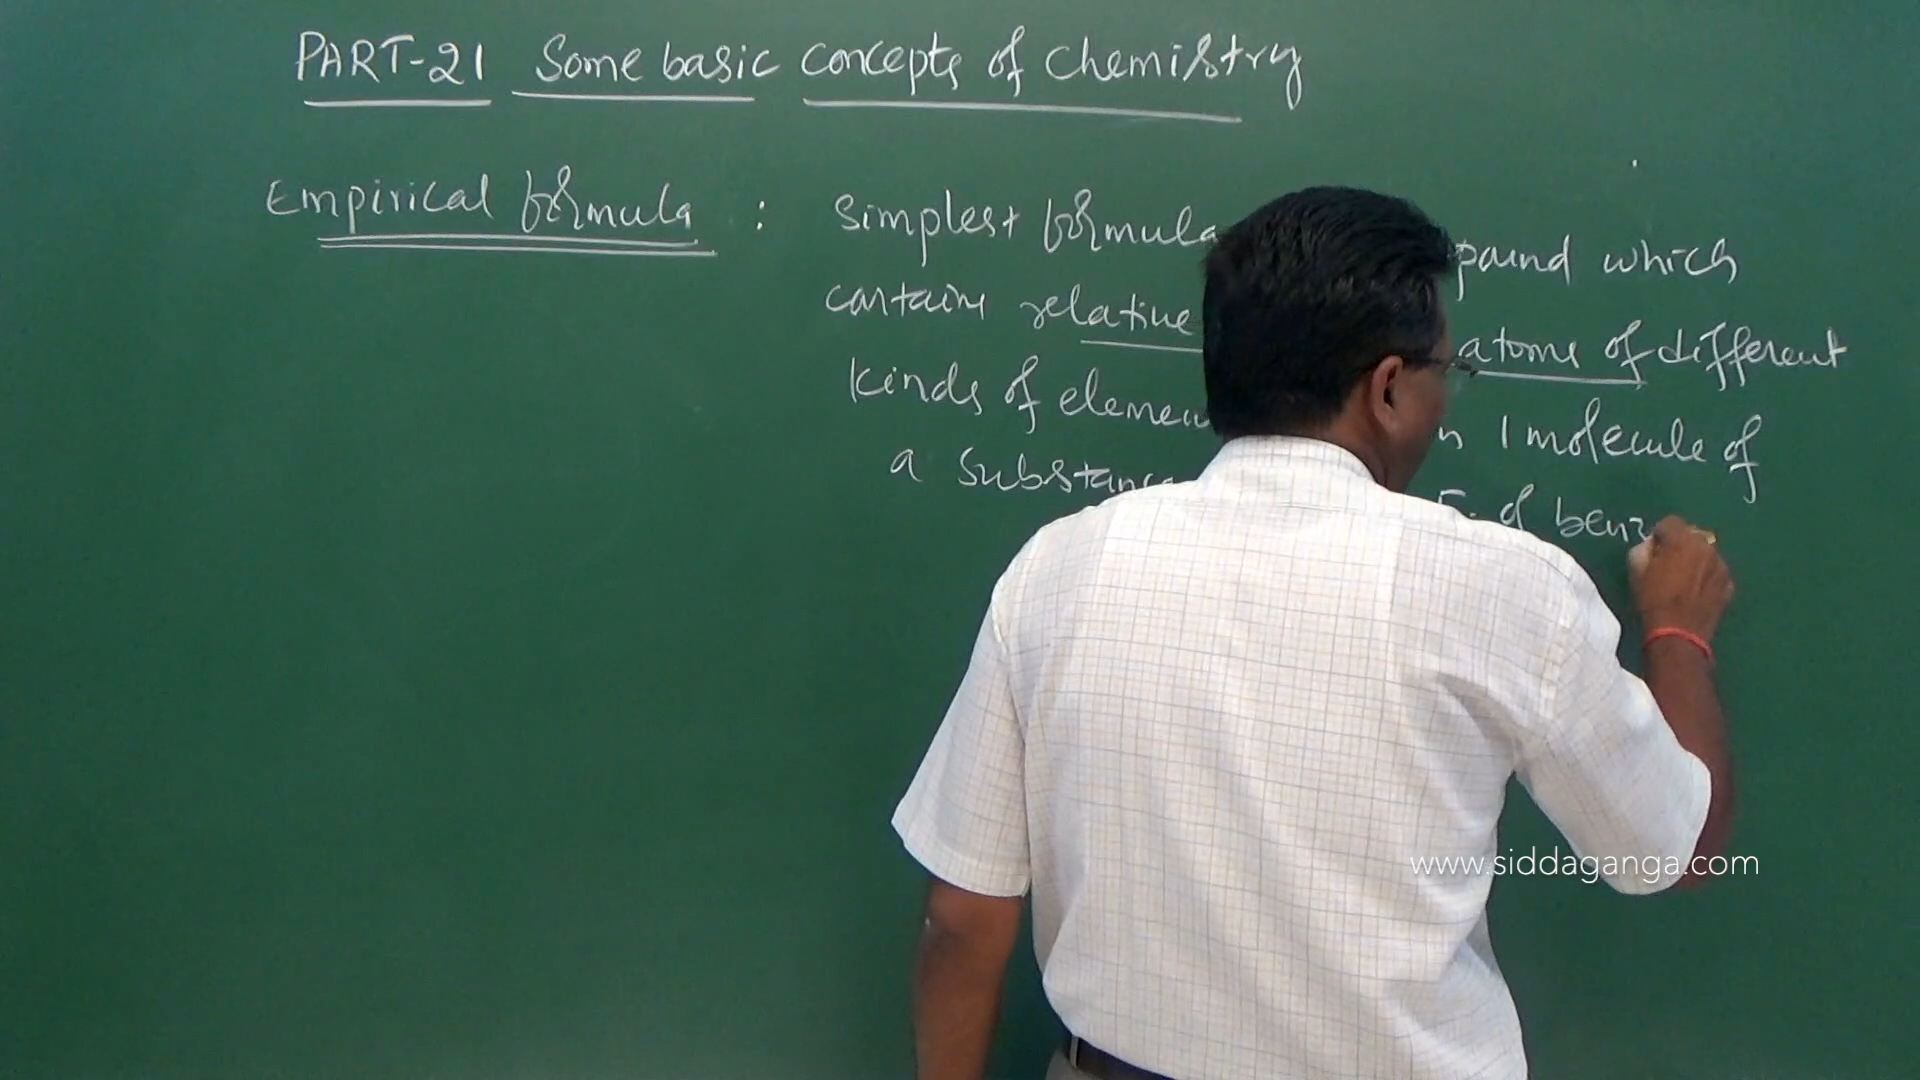 PART-21 Some basic concepts of chemistry
Empirical formula : Simplest formula pound which
contains relative atoms of different
kinds of elemen n 1 molecule of
a substance of benz
www.siddaganga.com